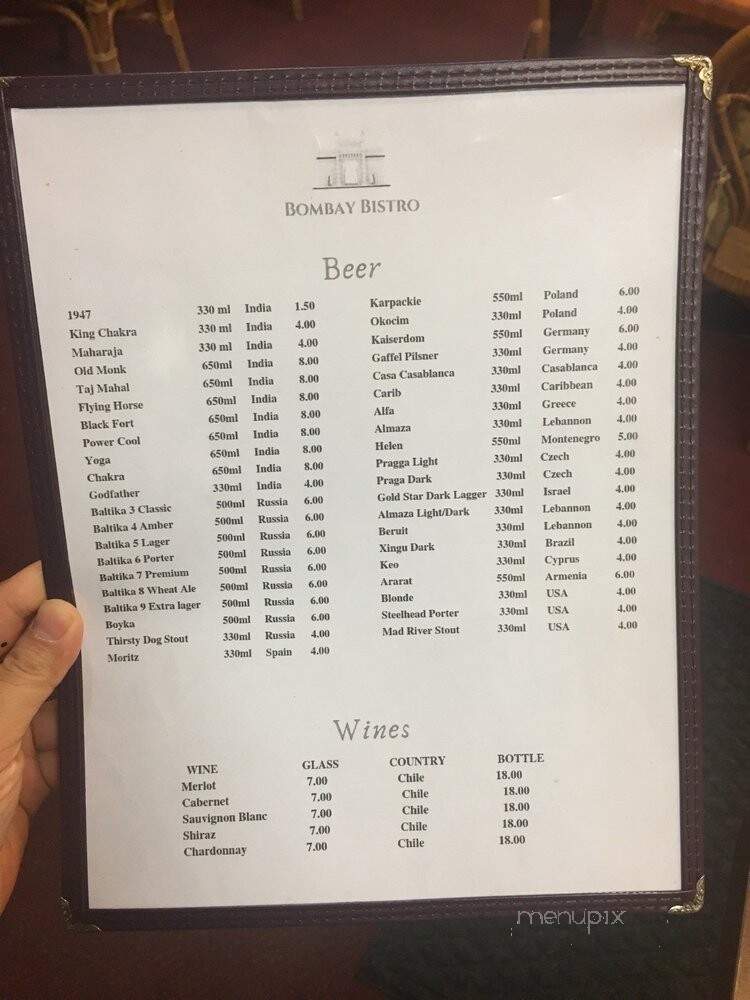 BOMBAY BISTRO
Beer
1947 330 ml India 1.50
King Chakra 330 ml India 4.00
Maharaja 330 ml India 4.00
Old Monk 650ml India 8.00
Taj Mahal 650ml India 8.00
Flying Horse 650ml India 8.00
Black Fort 650ml India 8.00
Power Cool 650ml India 8.00
Yoga 650ml India 8.00
Chakra 650ml India 8.00
Godfather 330ml India 4.00
Baltika 3 Classic 500ml Russia 6.00
Baltika 4 Amber 500ml Russia 6.00
Baltika 5 Lager 500ml Russia 6.00
Baltika 6 Porter 500ml Russia 6.00
Baltika 7 Premium 500ml Russia 6.00
Baltika 8 Wheat Ale 500ml Russia 6.00
Baltika 9 Extra lager 500ml Russia 6.00
Boyka 500ml Russia 6.00
Thirsty Dog Stout 330ml Russia 4.00
Moritz 330ml Spain 4.00
Karpackie 550ml Poland 6.00
Okocim 330ml Poland 4.00
Kaiserdom 550ml Germany 6.00
Gaffel Pilsner 330ml Germany 4.00
Casa Casablanca 330ml Casablanca 4.00
Carib 330ml Caribbean 4.00
Alfa 330ml Greece 4.00
Almaza 330ml Lebannon 4.00
Helen 550ml Montenegro 5.00
Pragga Light 330ml Czech 4.00
Praga Dark 330ml Czech 4.00
Gold Star Dark Lagger 330ml Israel 4.00
Almaza Light/Dark 330ml Lebannon 4.00
Beruit 330ml Lebannon 4.00
Xingu Dark 330ml Brazil 4.00
Keo 330ml Cyprus 4.00
Ararat 550ml Armenia 6.00
Blonde 330ml USA 4.00
Steelhead Porter 330ml USA 4.00
Mad River Stout 330ml USA 4.00
Wines
WINE GLASS COUNTRY BOTTLE
Merlot 7.00 Chile 18.00
Cabernet 7.00 Chile 18.00
Sauvignon Blanc 7.00 Chile 18.00
Shiraz 7.00 Chile 18.00
Chardonnay 7.00 Chile 18.00
menupix